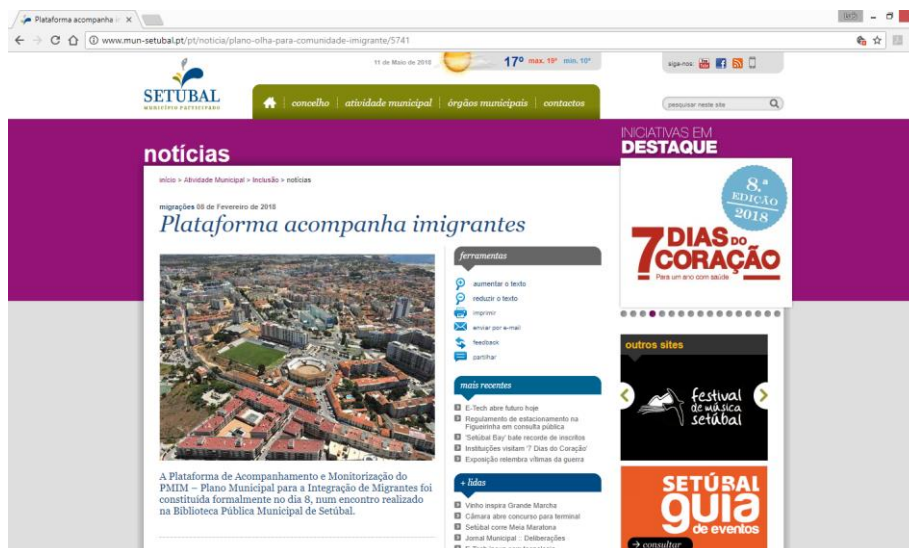 Plataforma acompanha i
www.mun-setubal.pt/pt/noticia/plano-olha-para-comunidade-imigrante/5741
11 de Maio de 2018
17º max. 19º min. 10º
siga-nos:
SETÚBAL
MUNICÍPIO PARTICIPADO
concelho | atividade municipal | órgãos municipais | contactos
pesquisar neste site
notícias
início > Atividade Municipal > Inclusão > notícias
migrações 08 de Fevereiro de 2018
Plataforma acompanha imigrantes
A Plataforma de Acompanhamento e Monitorização do
PMIM – Plano Municipal para a Integração de Migrantes foi
constituída formalmente no dia 8, num encontro realizado
na Biblioteca Pública Municipal de Setúbal.
ferramentas
aumentar o texto
reduzir o texto
imprimir
enviar por e-mail
feedback
partilhar
mais recentes
E-Tech abre futuro hoje
Regulamento de estacionamento na
Figueirinha em consulta pública
'Setúbal Bay' bate recorde de inscritos
Instituições visitam '7 Dias do Coração'
Exposição relembra vítimas da guerra
+ lidas
Vinho inspira Grande Marcha
Câmara abre concurso para terminal
Setúbal corre Meia Maratona
Jornal Municipal :: Deliberações
INICIATIVAS EM
DESTAQUE
8.ª
EDIÇÃO
2018
7 DIAS DO
CORAÇÃO
Para um ano com saúde
outros sites
festival
de música
setúbal
SETÚBAL
guia
de eventos
→ consultar